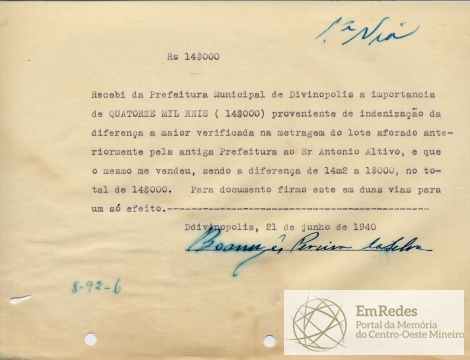 1.ª Via
Rs 14$000
Recebi da Prefeitura Municipal de Divinopolis a importancia
de QUATORZE MIL REIS ( 14$000) proveniente de indenização da
diferença a maior verificada na metragem do lote aforado ante-
riormente pela antiga Prefeitura ao Sr Antonio Altivo, e que
o mesmo me vendeu, sendo a diferença de 14m2 a 1$000, no to-
tal de 14$000. Para documento firmo este em duas vias para
um só efeito.-------------------------------------------
Ddivinopolis, 21 de junho de 1940
Pereira da Silva
8-92-6
EmRedes
Portal da Memória
do Centro-Oeste Mineiro